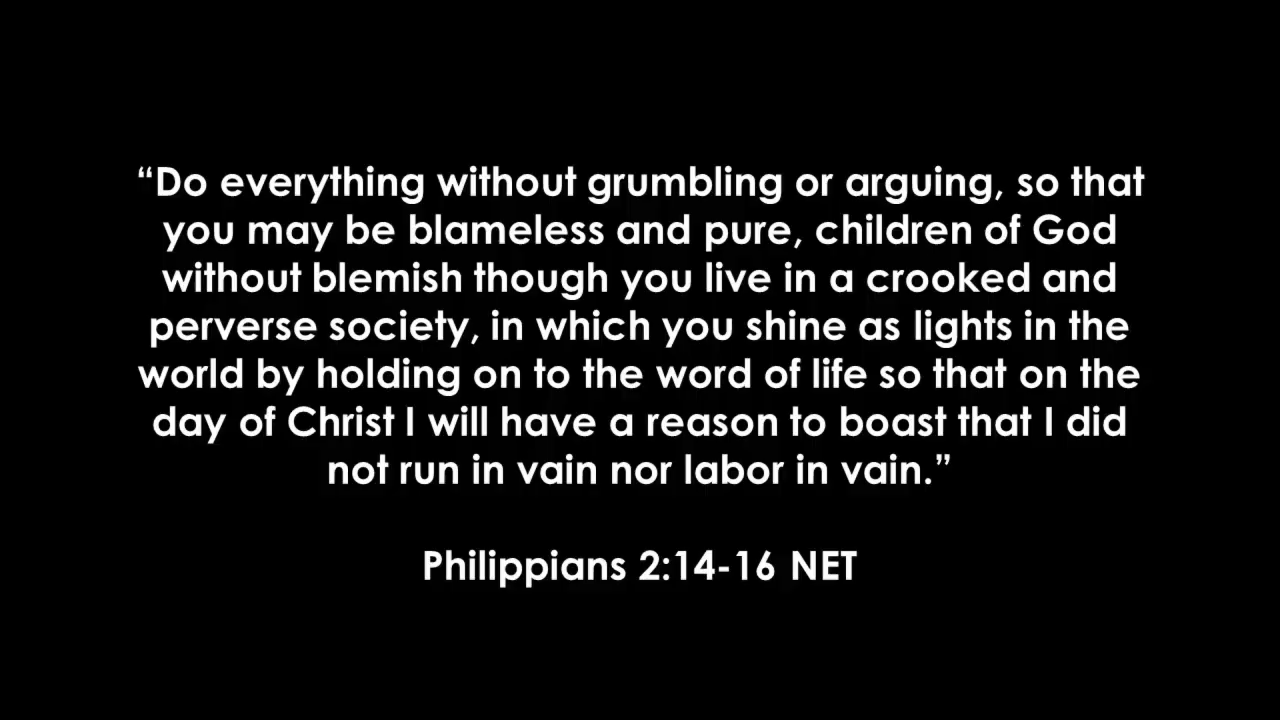 “Do everything without grumbling or arguing, so that
you may be blameless and pure, children of God
without blemish though you live in a crooked and
perverse society, in which you shine as lights in the
world by holding on to the word of life so that on the
day of Christ I will have a reason to boast that I did
not run in vain nor labor in vain.”
Philippians 2:14-16 NET